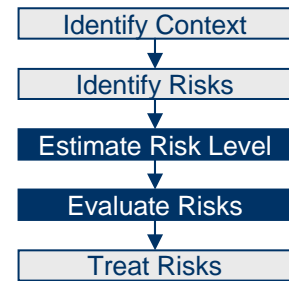 Identify Context
Identify Risks
Estimate Risk Level
Evaluate Risks
Treat Risks